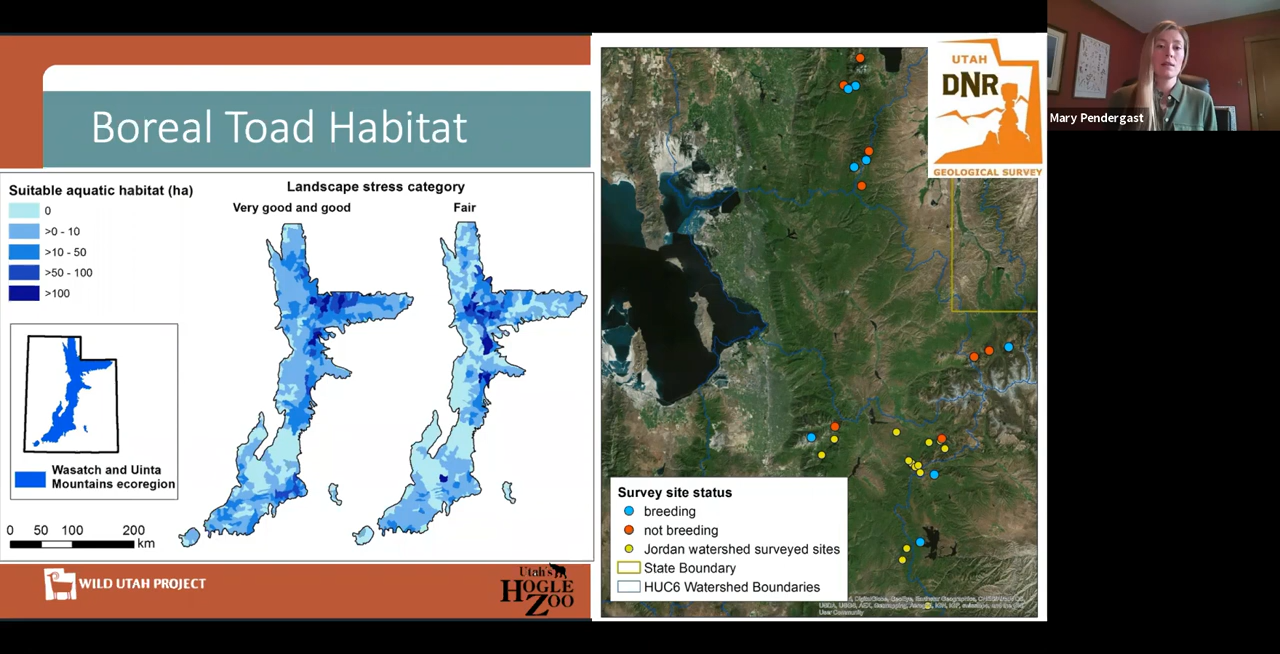 Boreal Toad Habitat
Suitable aquatic habitat (ha)
0
>0 - 10
>10 - 50
>50 - 100
>100
Landscape stress category
Very good and good
Fair
Wasatch and Uinta
Mountains ecoregion
0 50 100 200
km
WILD UTAH PROJECT
Utah's
HOGLE
ZOO
UTAH
DNR
GEOLOGICAL SURVEY
Survey site status
breeding
not breeding
Jordan watershed surveyed sites
State Boundary
HUC6 Watershed Boundaries
User Community
Mary Pendergast